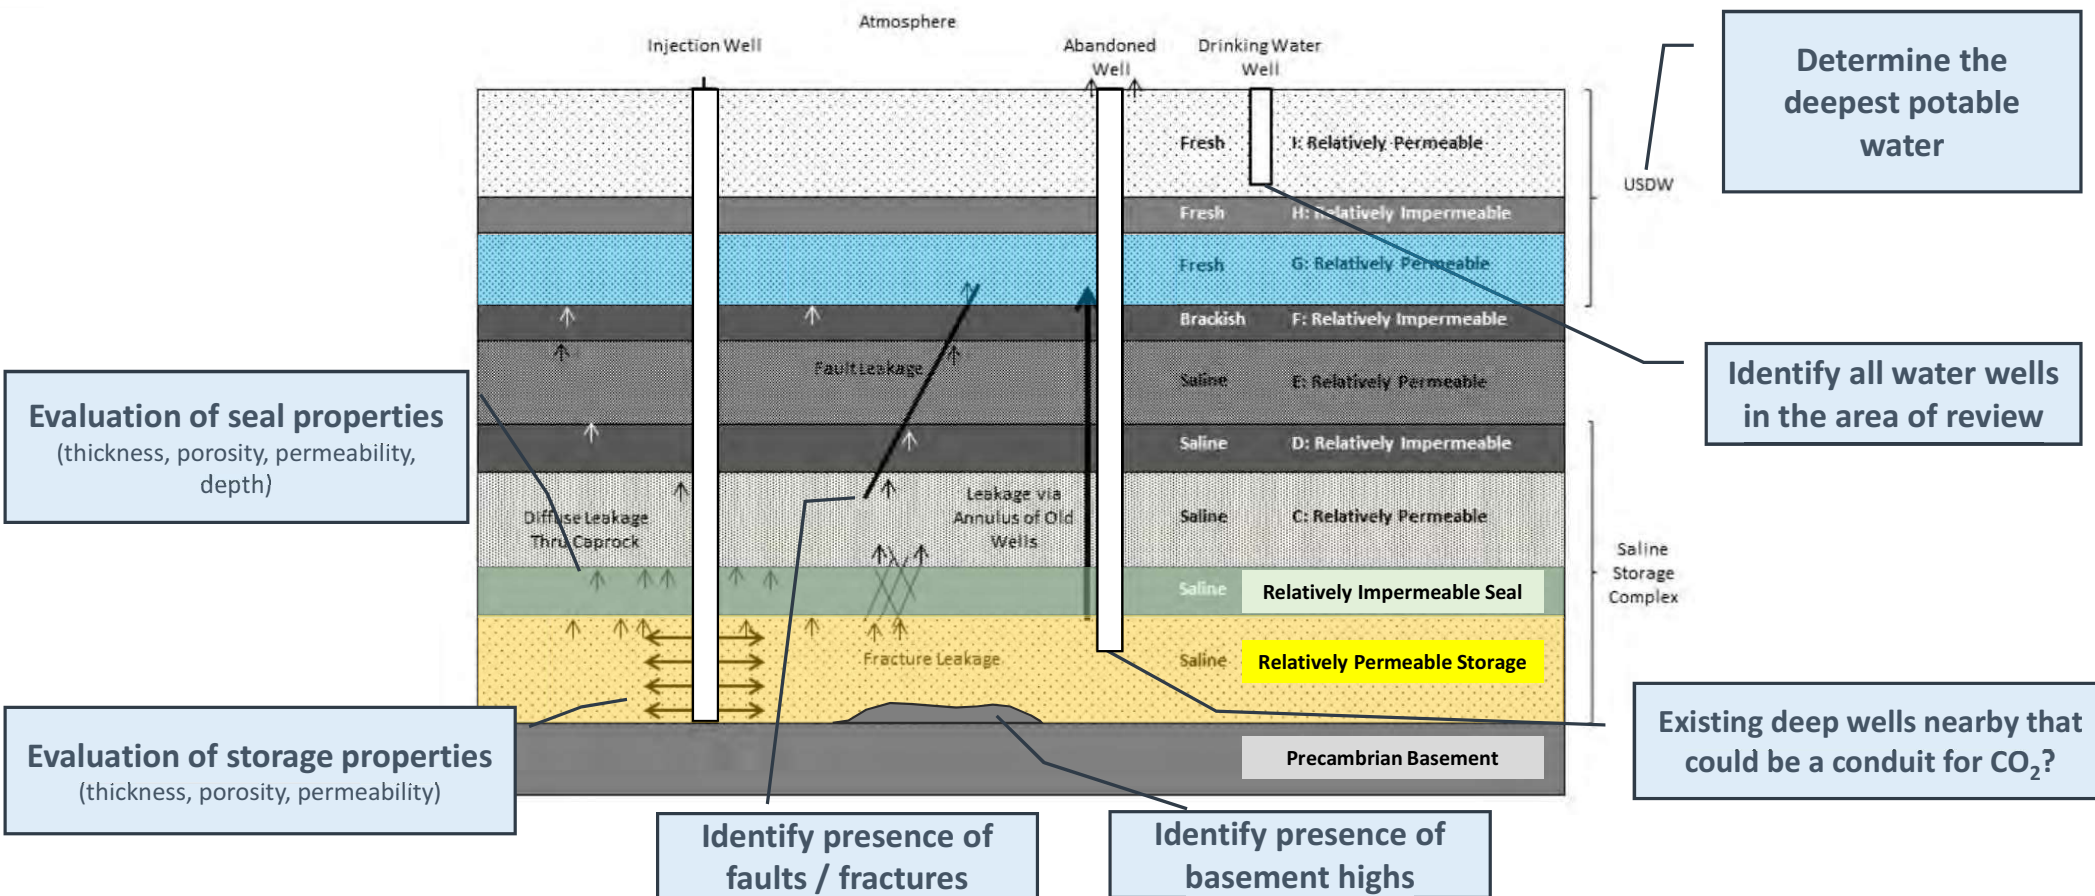 Atmosphere
Injection Well
Abandoned
Well
Drinking Water
Well
Determine the
deepest potable
water
USDW
Fresh
I: Relatively Permeable
Fresh
H: Relatively Impermeable
Fresh
G: Relatively Permeable
Brackish
F: Relatively Impermeable
Fault Leakage
Saline
E: Relatively Permeable
Identify all water wells
in the area of review
Evaluation of seal properties
(thickness, porosity, permeability,
depth)
Saline
D: Relatively Impermeable
Diffuse Leakage
Thru Caprock
Leakage via
Annulus of Old
Wells
Saline
C: Relatively Permeable
Saline
Storage
Complex
Saline
Relatively Impermeable Seal
Fracture Leakage
Saline
Relatively Permeable Storage
Evaluation of storage properties
(thickness, porosity, permeability)
Existing deep wells nearby that
could be a conduit for CO₂?
Precambrian Basement
Identify presence of
faults / fractures
Identify presence of
basement highs